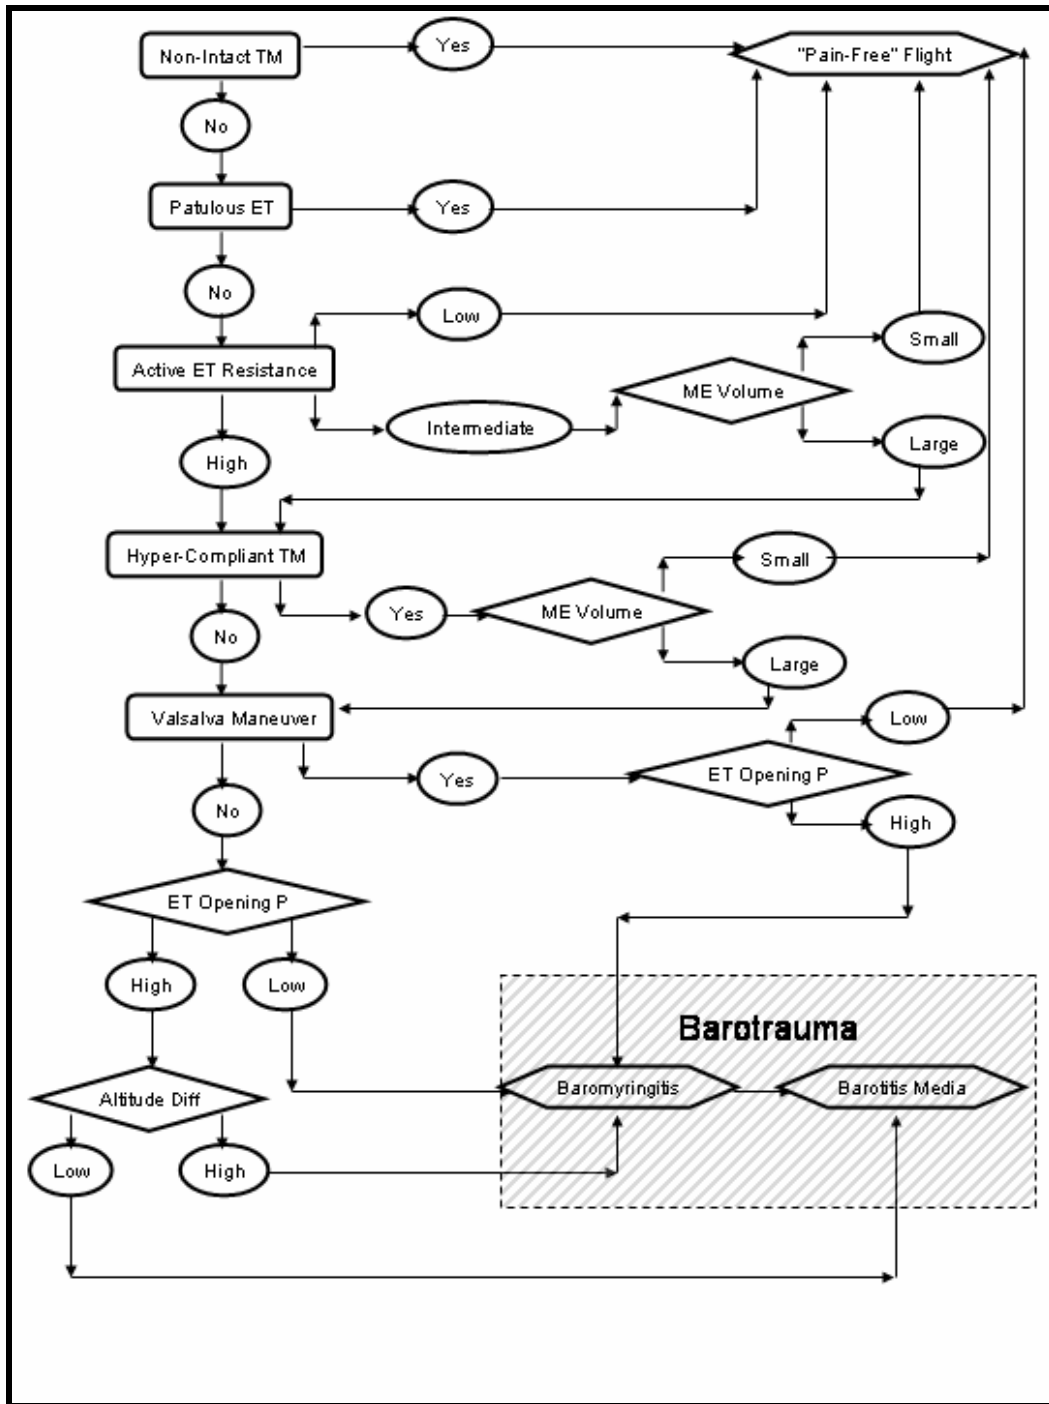 Non-Intact TM
Yes
"Pain-Free" Flight
No
Patulous ET
Yes
No
Low
Active ET Resistance
Small
ME Volume
Intermediate
Large
High
Hyper-Compliant TM
Small
Yes
ME Volume
No
Large
Valsalva Maneuver
Low
Yes
ET Opening P
No
High
ET Opening P
High
Low
Barotrauma
Altitude Diff
Baromyringitis
Barotitis Media
Low
High